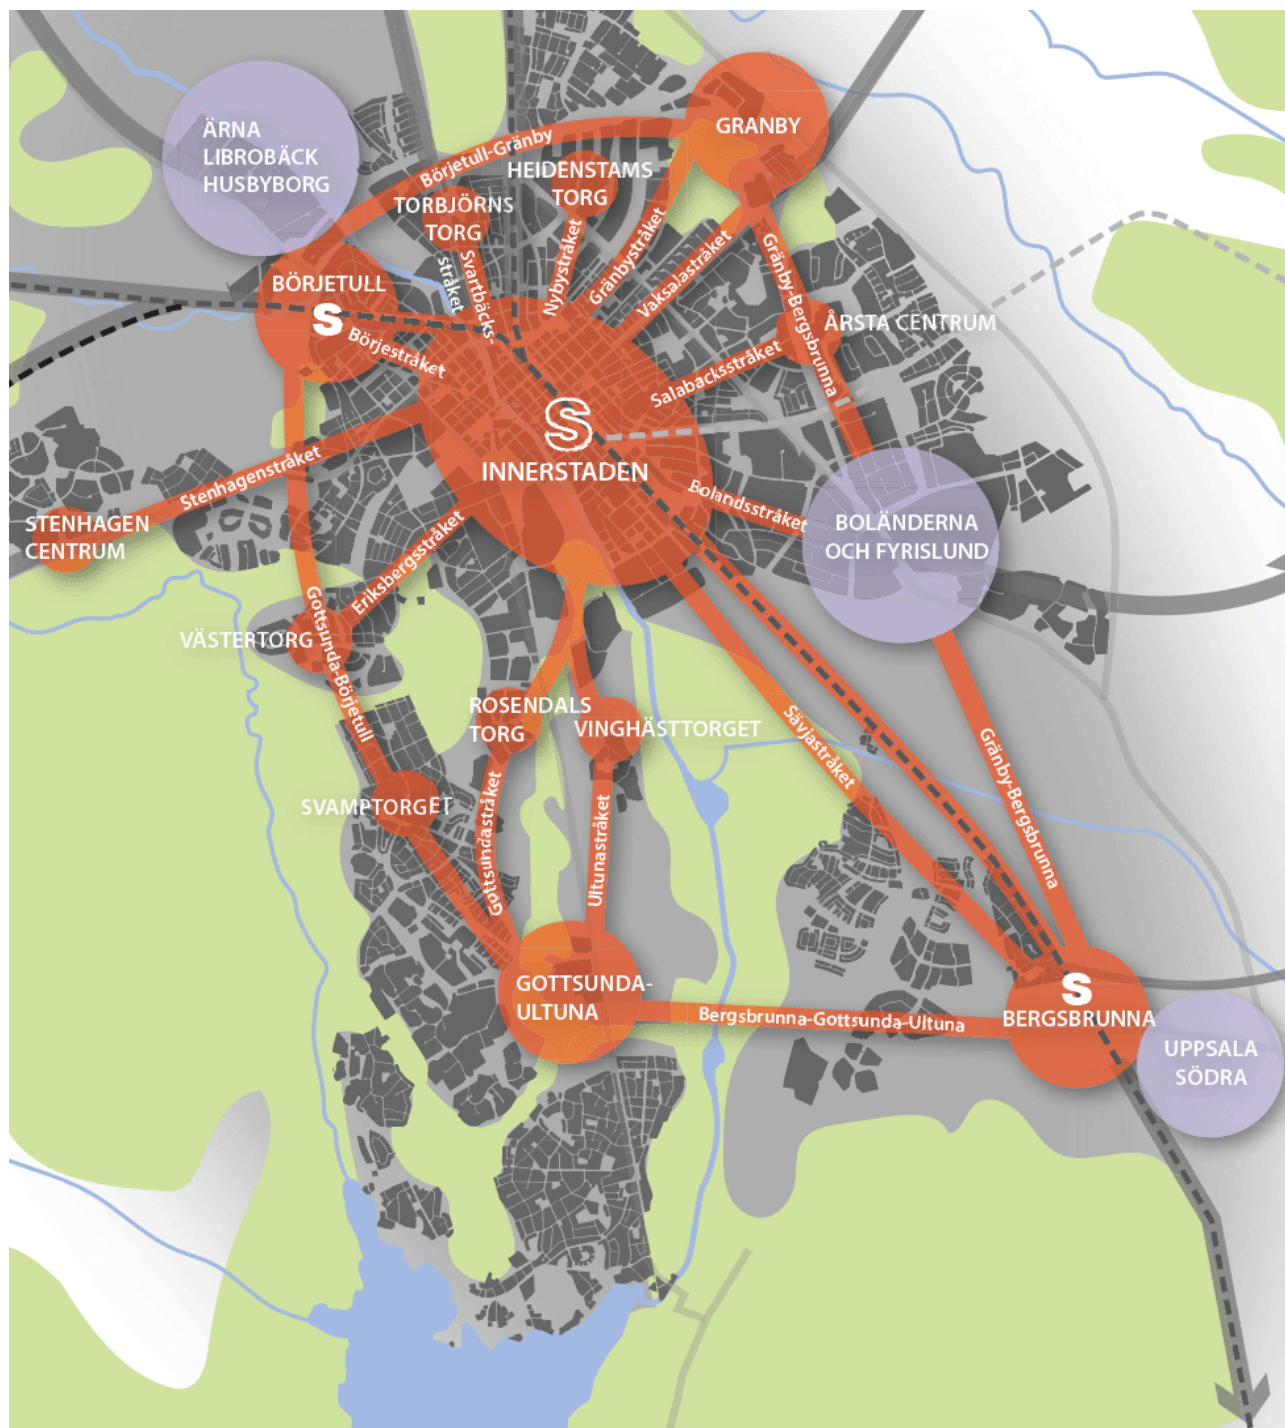 ÄRNA
LIBROBÄCK
HUSBYBORG
GRANBY
Börjetull-Gränby
HEIDENSTAMS
TORG
TORBJÖRNS
TORG
Svartbäcks-
stråket
Nybystråket
Gränbystråket
Vaksalastråket
Gränby-Bergsbrunna
BÖRJETULL
S
Börjestråket
ÅRSTA CENTRUM
Salabacksstråket
S
INNERSTADEN
Stenhagenstråket
STENHAGEN
CENTRUM
Bolandsstråket
BOLÄNDERNA
OCH FYRISLUND
Eriksbergsstråket
Gottsunda-Börjetull
VÄSTERTORG
ROSENDALS
TORG
VINGHÄSTTORGET
Sävjastråket
Gränby-Bergsbrunna
SVAMPTORGET
Gottsundastråket
Ultunastråket
GOTTSUNDA-
ULTUNA
Bergsbrunna-Gottsunda-Ultuna
S
BERGSBRUNNA
UPPSALA
SÖDRA